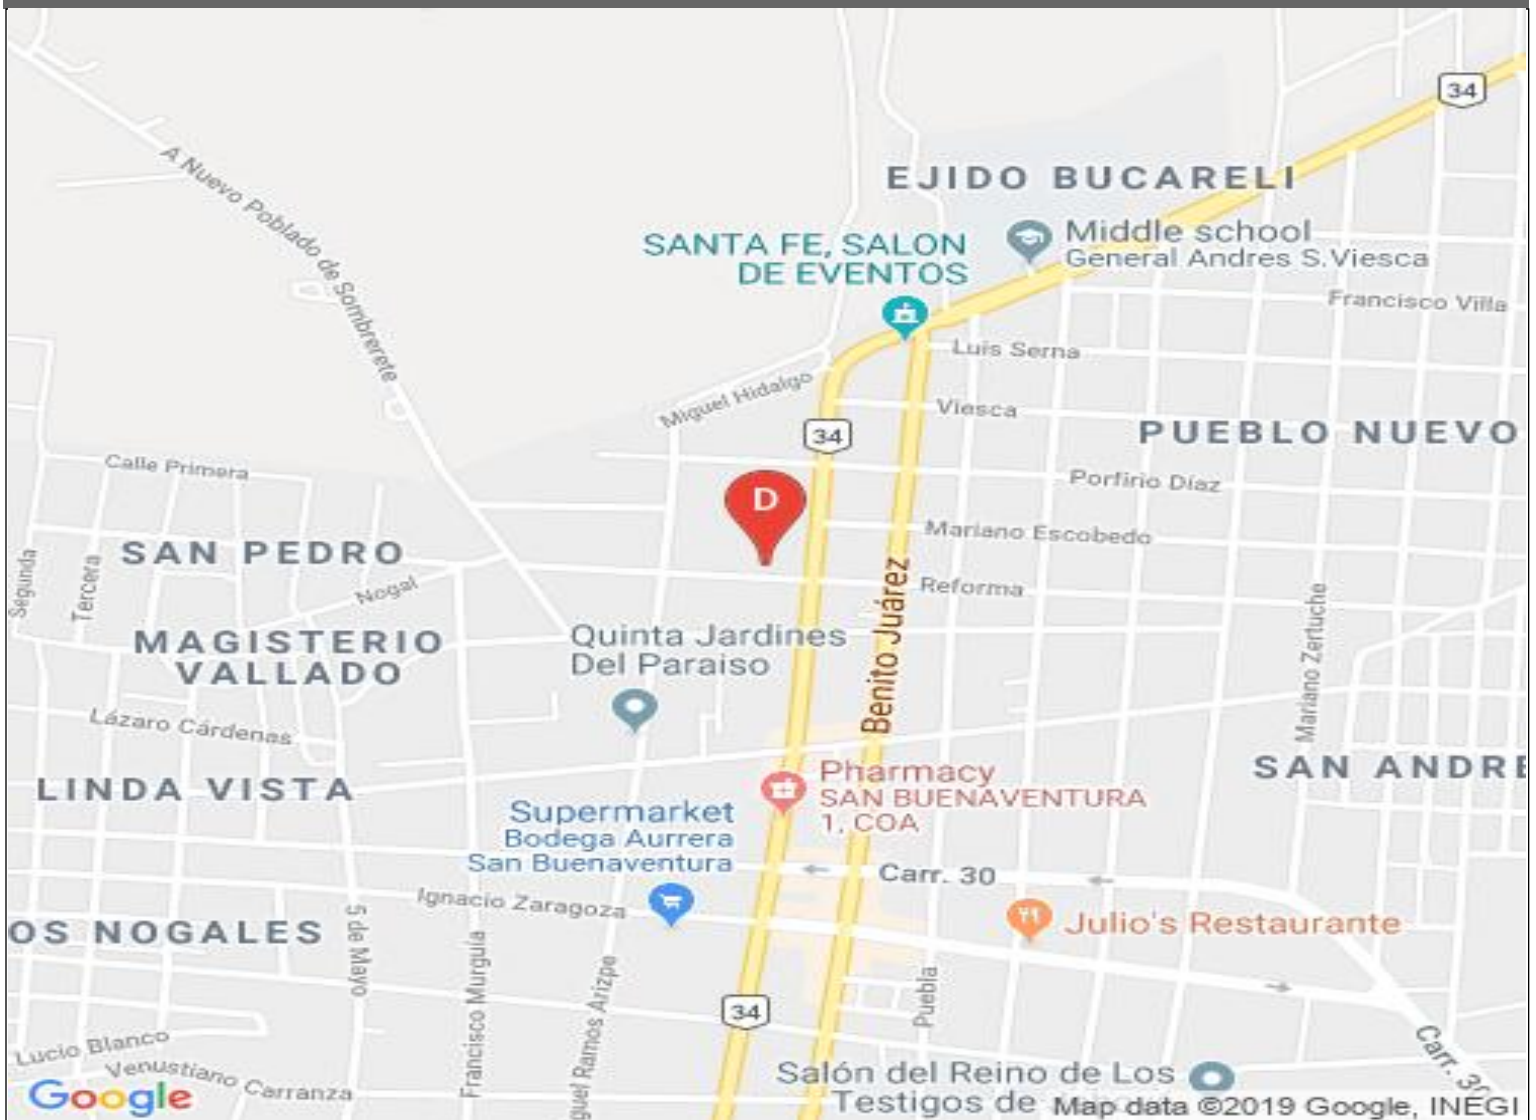 34
EJIDO BUCARELI
A Nuevo Poblado de Sombrerete
SANTA FE, SALON
DE EVENTOS
Middle school
General Andres S.Viesca
Francisco Villa
Luis Serna
Miguel Hidalgo
Viesca
34
PUEBLO NUEVO
Calle Primera
Porfirio Díaz
D
Mariano Escobedo
SAN PEDRO
Segunda
Tercera
Nogal
Reforma
Benito Juárez
Mariano Zertuche
MAGISTERIO
VALLADO
Quinta Jardines
Del Paraiso
Lázaro Cárdenas
LINDA VISTA
SAN ANDRE
Pharmacy
SAN BUENAVENTURA
1, COA
Supermarket
Bodega Aurrera
San Buenaventura
Carr. 30
Ignacio Zaragoza
OS NOGALES
5 de Mayo
Julio's Restaurante
Francisco Murguía
guel Ramos Arizpe
Puebla
34
Lucio Blanco
Venustiano Carranza
Carr. 30
Salón del Reino de Los
Testigos de
Google
Map data ©2019 Google, INEGI